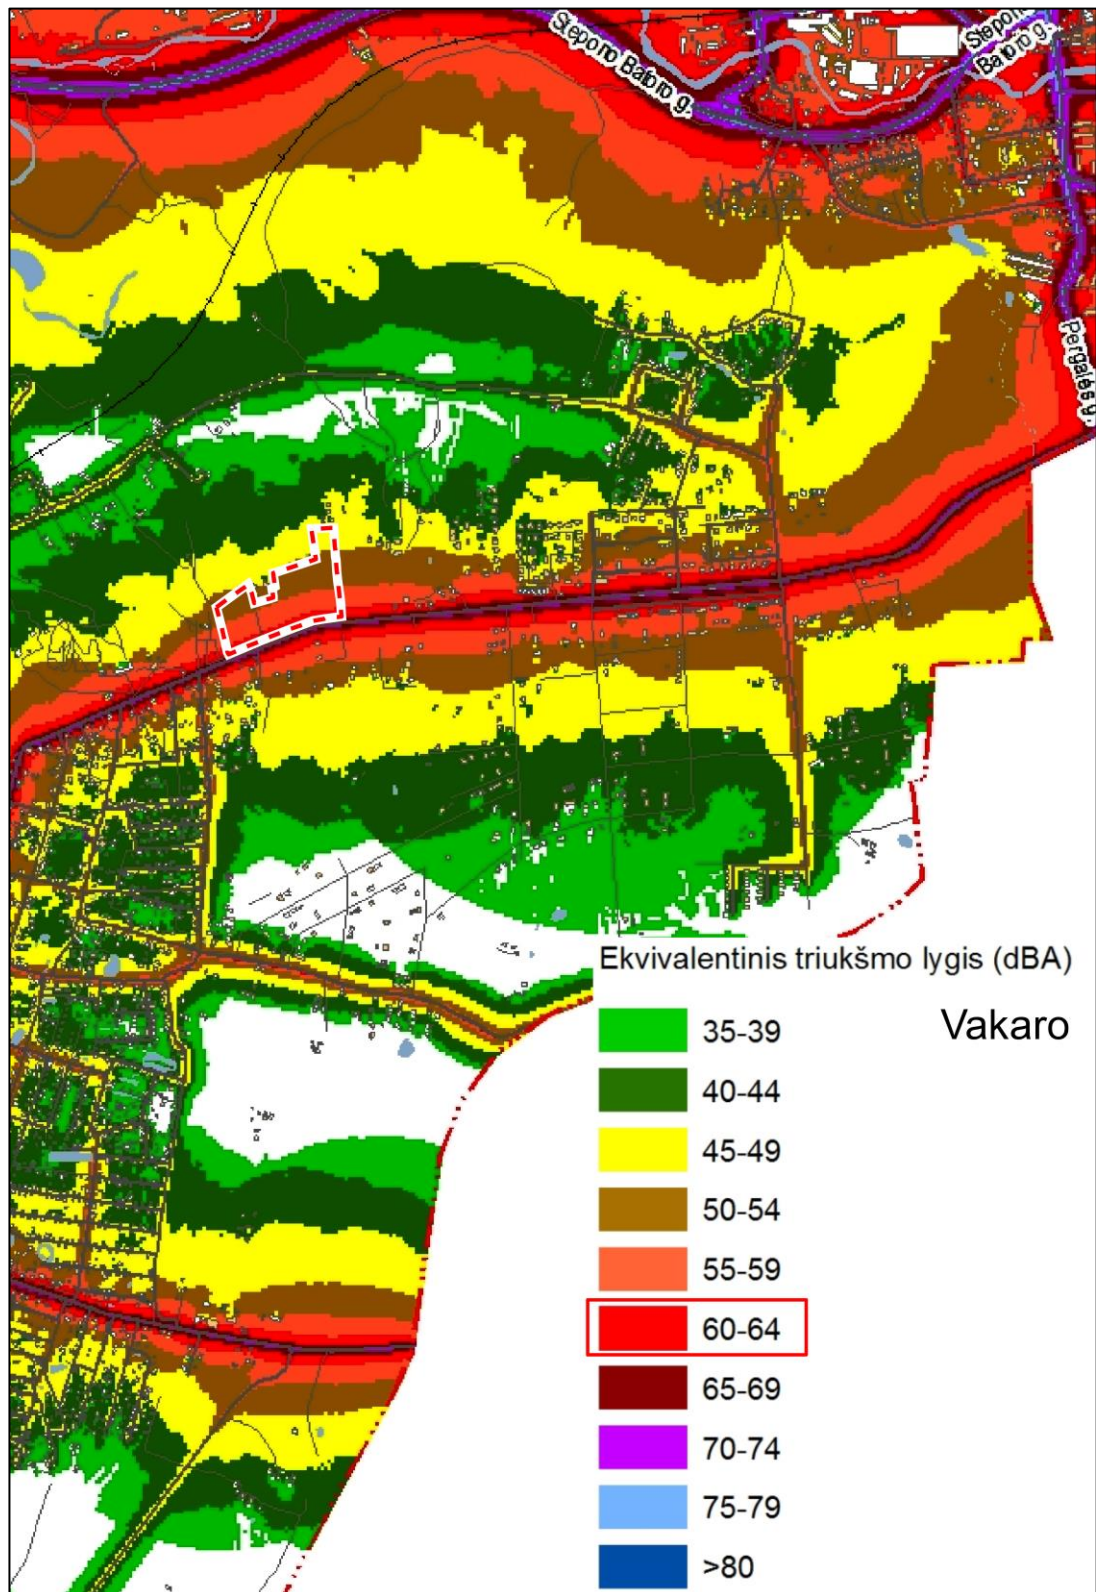 Stepono Batoro g.
Stepono
Batoro g.
Pergalės g.
Ekvivalentinis triukšmo lygis (dBA)
Vakaro
35-39
40-44
45-49
50-54
55-59
60-64
65-69
70-74
75-79
>80